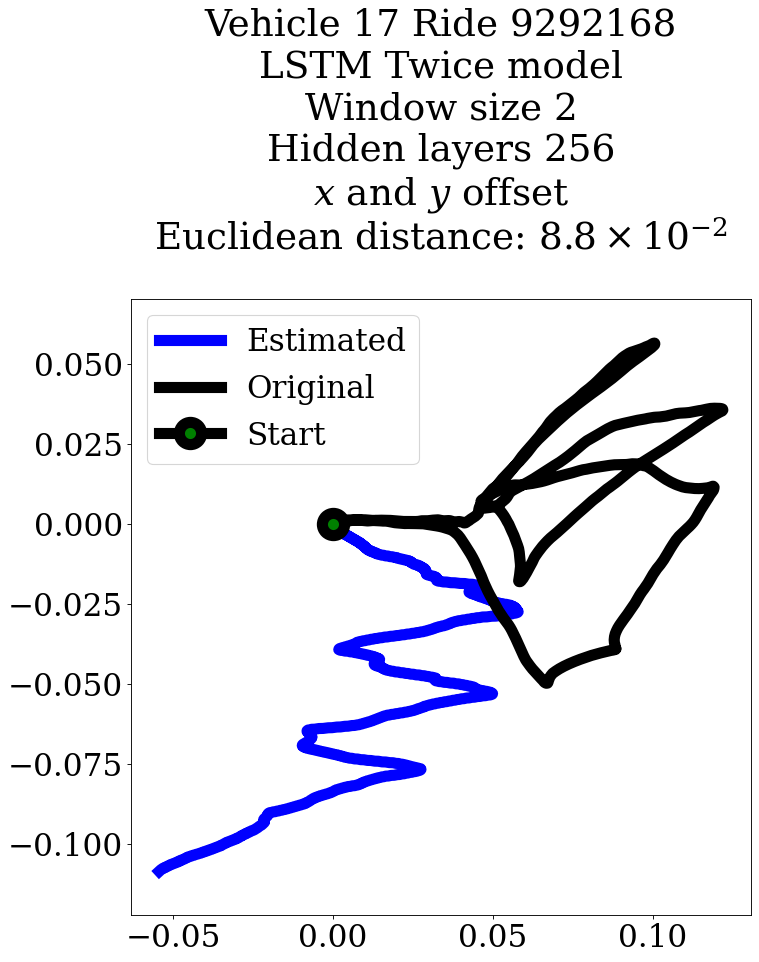 Vehicle 17 Ride 9292168
LSTM Twice model
Window size 2
Hidden layers 256
x and y offset
Euclidean distance: 8.8 × 10⁻²
Estimated
Original
Start
0.050
0.025
0.000
−0.025
−0.050
−0.075
−0.100
−0.05
0.00
0.05
0.10